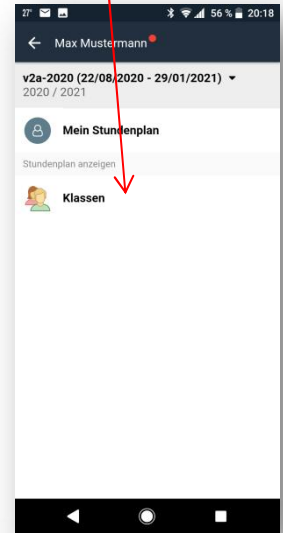 27° 56 % 20:18
Max Mustermann
v2a-2020 (22/08/2020 - 29/01/2021)
2020 / 2021
Mein Stundenplan
Stundenplan anzeigen
Klassen